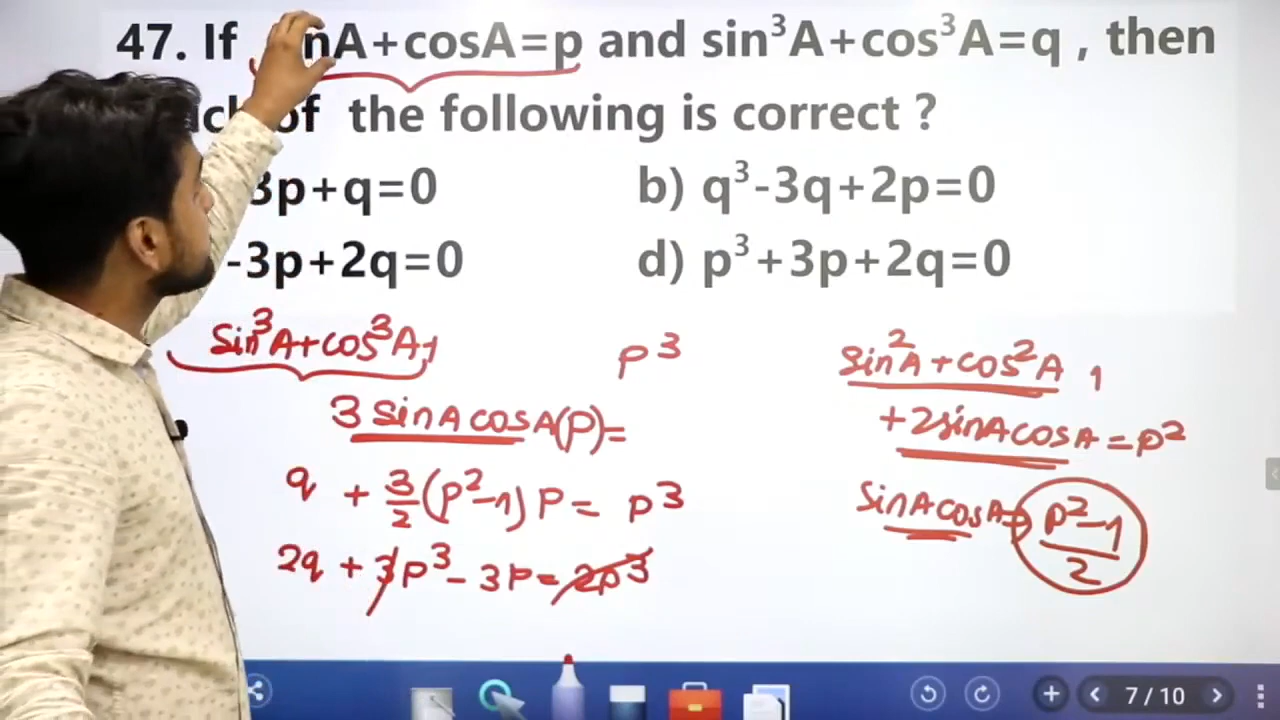 47. If nA+cosA=p and sin³A+cos³A=q , then
of the following is correct ?
3p+q=0 b) q³-3q+2p=0
-3p+2q=0 d) p³+3p+2q=0
sin³A+cos³A+ p³ sin²A+cos²A 1
3 sinA cosA(p)= +2sinAcosA=p²
q + 3/2 (p²-1) p = p³ sinAcosA= p²-1/2
2q + 3p³ - 3p = 2p³
7 / 10